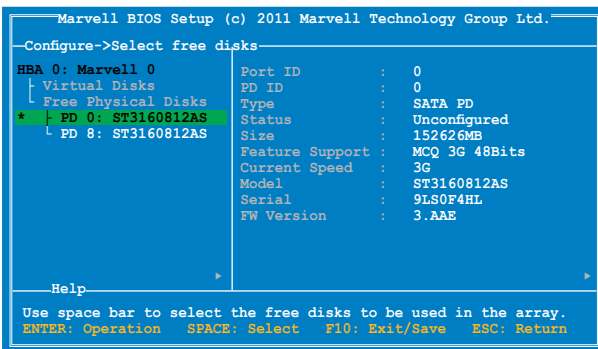 Marvell BIOS Setup (c) 2011 Marvell Technology Group Ltd.
Configure->Select free disks
HBA 0: Marvell 0
Virtual Disks
Free Physical Disks
* PD 0: ST3160812AS
PD 8: ST3160812AS
Port ID : 0
PD ID : 0
Type : SATA PD
Status : Unconfigured
Size : 152626MB
Feature Support : MCQ 3G 48Bits
Current Speed : 3G
Model : ST3160812AS
Serial : 9LS0F4HL
FW Version : 3.AAE
Help
Use space bar to select the free disks to be used in the array.
ENTER: Operation SPACE: Select F10: Exit/Save ESC: Return